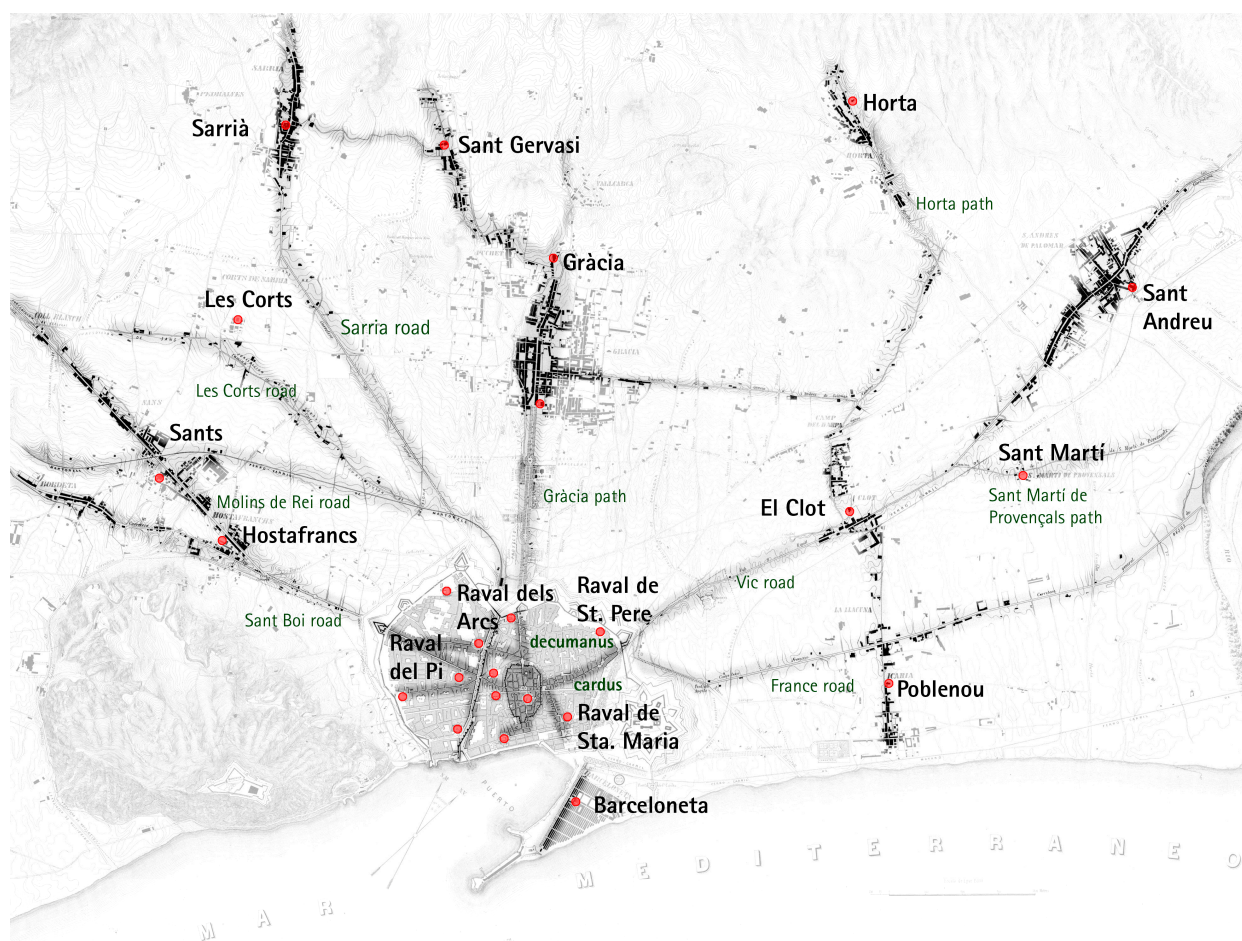 Horta
Sarrià
Sant Gervasi
Horta path
Gràcia
Sant
Andreu
Les Corts
Sarria road
GRACIA
Les Corts road
Sants
Sant Martí
Molins de Rei road
Gràcia path
Sant Martí de
Provençals path
El Clot
Hostafrancs
Vic road
Raval dels
Arcs
Raval de
St. Pere
Sant Boi road
Raval
del Pi
decumanus
cardus
France road
Poblenou
Raval de
Sta. Maria
PUERTO
Barceloneta
MAR MEDITERRANEO